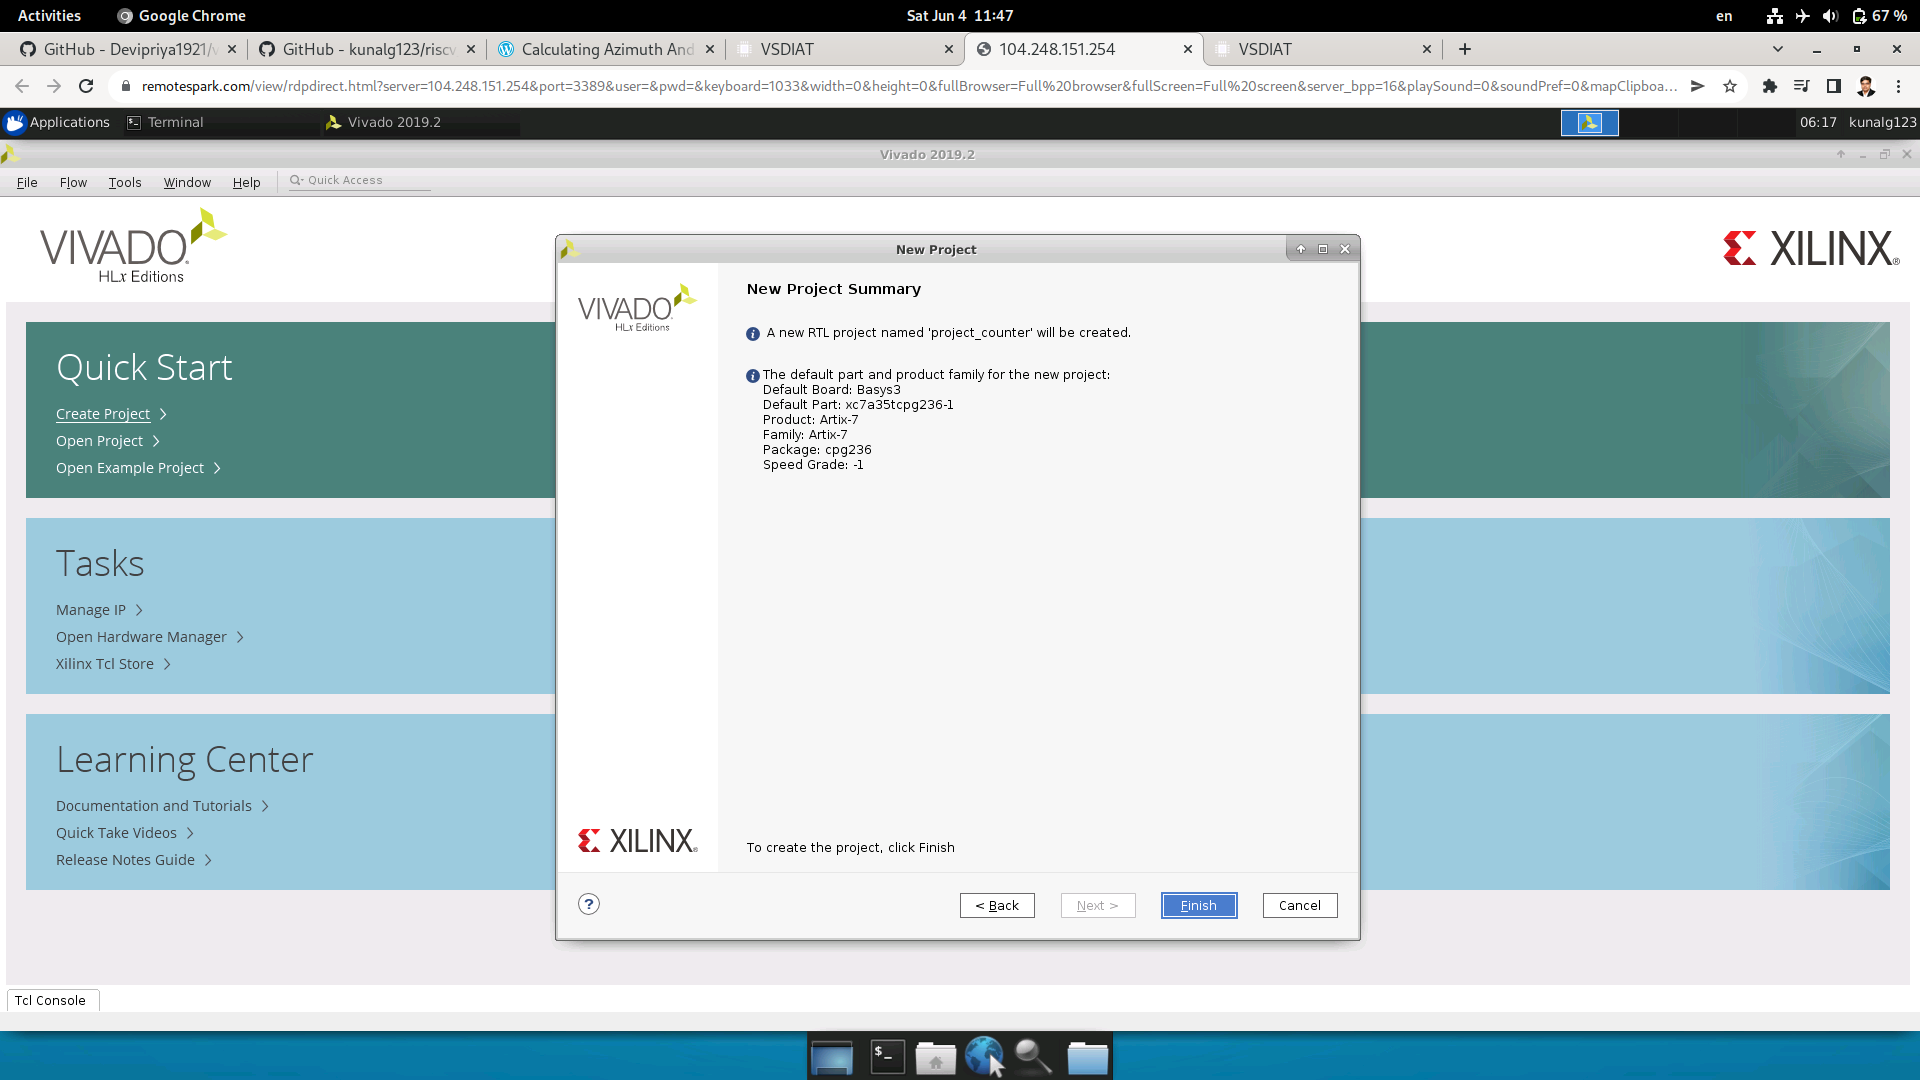 Activities
Google Chrome
Sat Jun 4 11:47
en
67 %
GitHub - Devipriya1921/v
GitHub - kunalg123/riscv
Calculating Azimuth And
VSDIAT
104.248.151.254
VSDIAT
remotespark.com/view/rdpdirect.html?server=104.248.151.254&port=3389&user=&pwd=&keyboard=1033&width=0&height=0&fullBrowser=Full%20browser&fullScreen=Full%20screen&server_bpp=16&playSound=0&soundPref=0&mapClipboa...
Applications
Terminal
Vivado 2019.2
06:17
kunalg123
Vivado 2019.2
File Flow Tools Window Help
Quick Access
VIVADO
HLx Editions
XILINX
Quick Start
Create Project
Open Project
Open Example Project
Tasks
Manage IP
Open Hardware Manager
Xilinx Tcl Store
Learning Center
Documentation and Tutorials
Quick Take Videos
Release Notes Guide
New Project
VIVADO
HLx Editions
New Project Summary
A new RTL project named 'project_counter' will be created.
The default part and product family for the new project:
Default Board: Basys3
Default Part: xc7a35tcpg236-1
Product: Artix-7
Family: Artix-7
Package: cpg236
Speed Grade: -1
XILINX
To create the project, click Finish
?
< Back
Next >
Finish
Cancel
Tcl Console